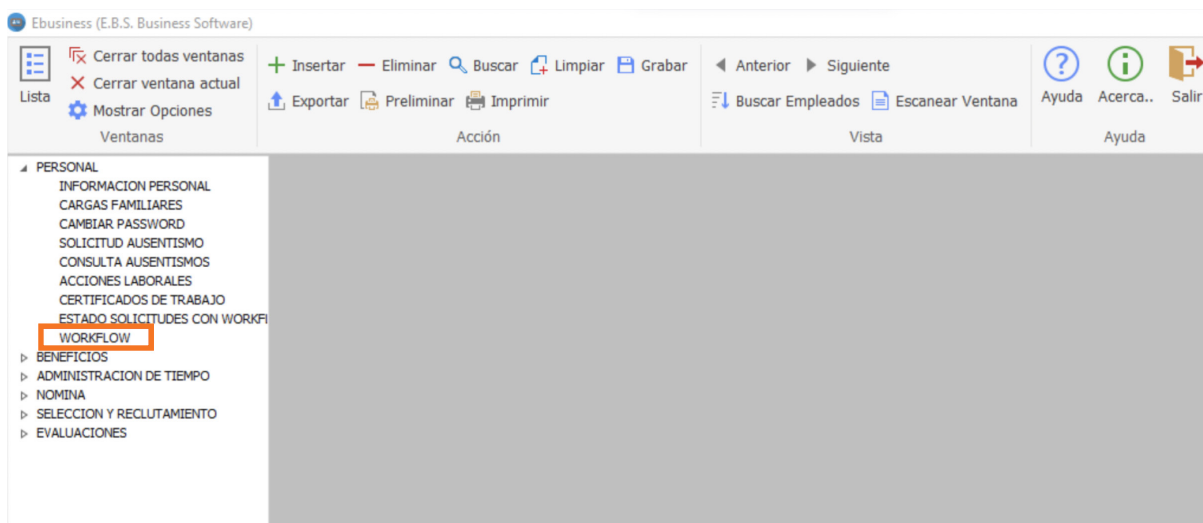 Ebusiness (E.B.S. Business Software)
Lista
Cerrar todas ventanas
Cerrar ventana actual
Mostrar Opciones
Ventanas
Insertar Eliminar Buscar Limpiar Grabar
Exportar Preliminar Imprimir
Acción
Anterior Siguiente
Buscar Empleados Escanear Ventana
Vista
Ayuda Acerca.. Salir
Ayuda
PERSONAL
INFORMACION PERSONAL
CARGAS FAMILIARES
CAMBIAR PASSWORD
SOLICITUD AUSENTISMO
CONSULTA AUSENTISMOS
ACCIONES LABORALES
CERTIFICADOS DE TRABAJO
ESTADO SOLICITUDES CON WORKFI
WORKFLOW
BENEFICIOS
ADMINISTRACION DE TIEMPO
NOMINA
SELECCION Y RECLUTAMIENTO
EVALUACIONES